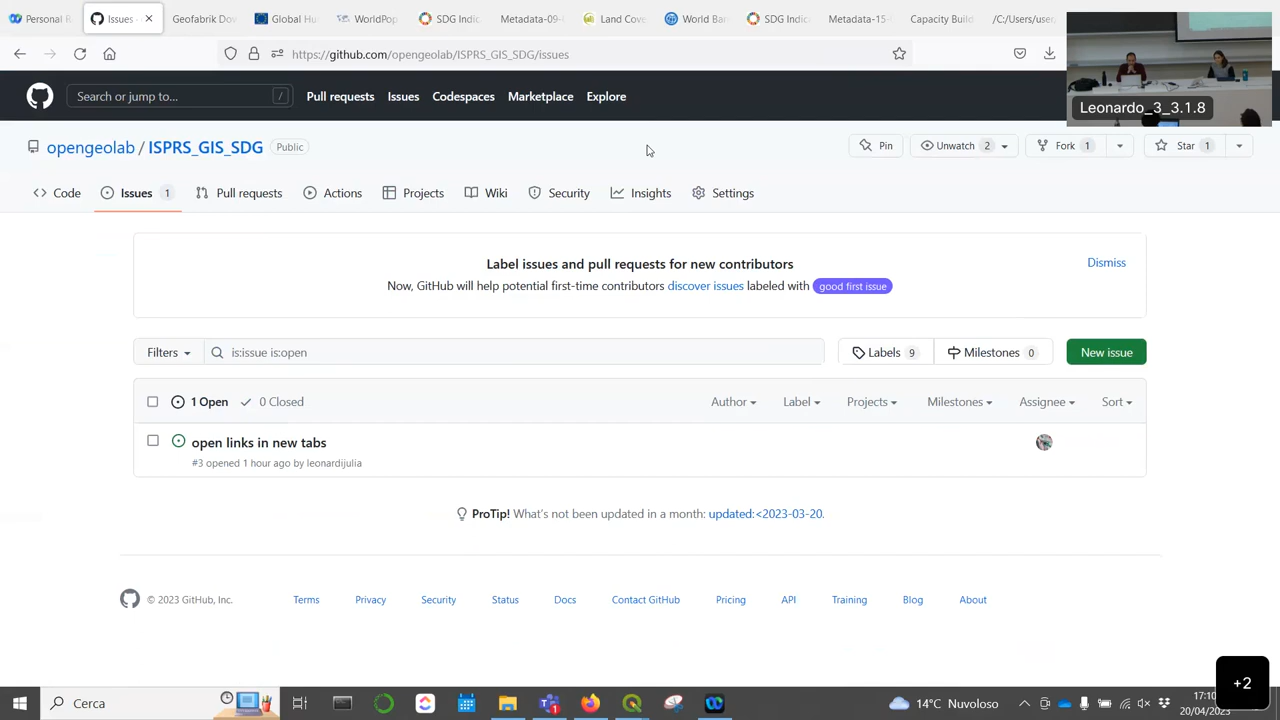 Personal R
Issues
Geofabrik Dow
Global Hu
WorldPop
SDG Indic
Metadata-09-
Land Cove
World Ban
SDG Indic
Metadata-15-
Capacity Build
/C:/Users/user
https://github.com/opengeolab/ISPRS_GIS_SDG/issues
Leonardo_3_3.1.8
Search or jump to...
/
Pull requests
Issues
Codespaces
Marketplace
Explore
opengeolab / ISPRS_GIS_SDG
Public
Pin
Unwatch 2
Fork 1
Star 1
Code
Issues 1
Pull requests
Actions
Projects
Wiki
Security
Insights
Settings
Label issues and pull requests for new contributors
Dismiss
Now, GitHub will help potential first-time contributors discover issues labeled with good first issue
Filters
is:issue is:open
Labels 9
Milestones 0
New issue
1 Open
0 Closed
Author
Label
Projects
Milestones
Assignee
Sort
open links in new tabs
#3 opened 1 hour ago by leonardijulia
ProTip! What's not been updated in a month: updated:<2023-03-20.
© 2023 GitHub, Inc.
Terms
Privacy
Security
Status
Docs
Contact GitHub
Pricing
API
Training
Blog
About
+2
Cerca
14°C Nuvoloso
17:10
20/04/2023